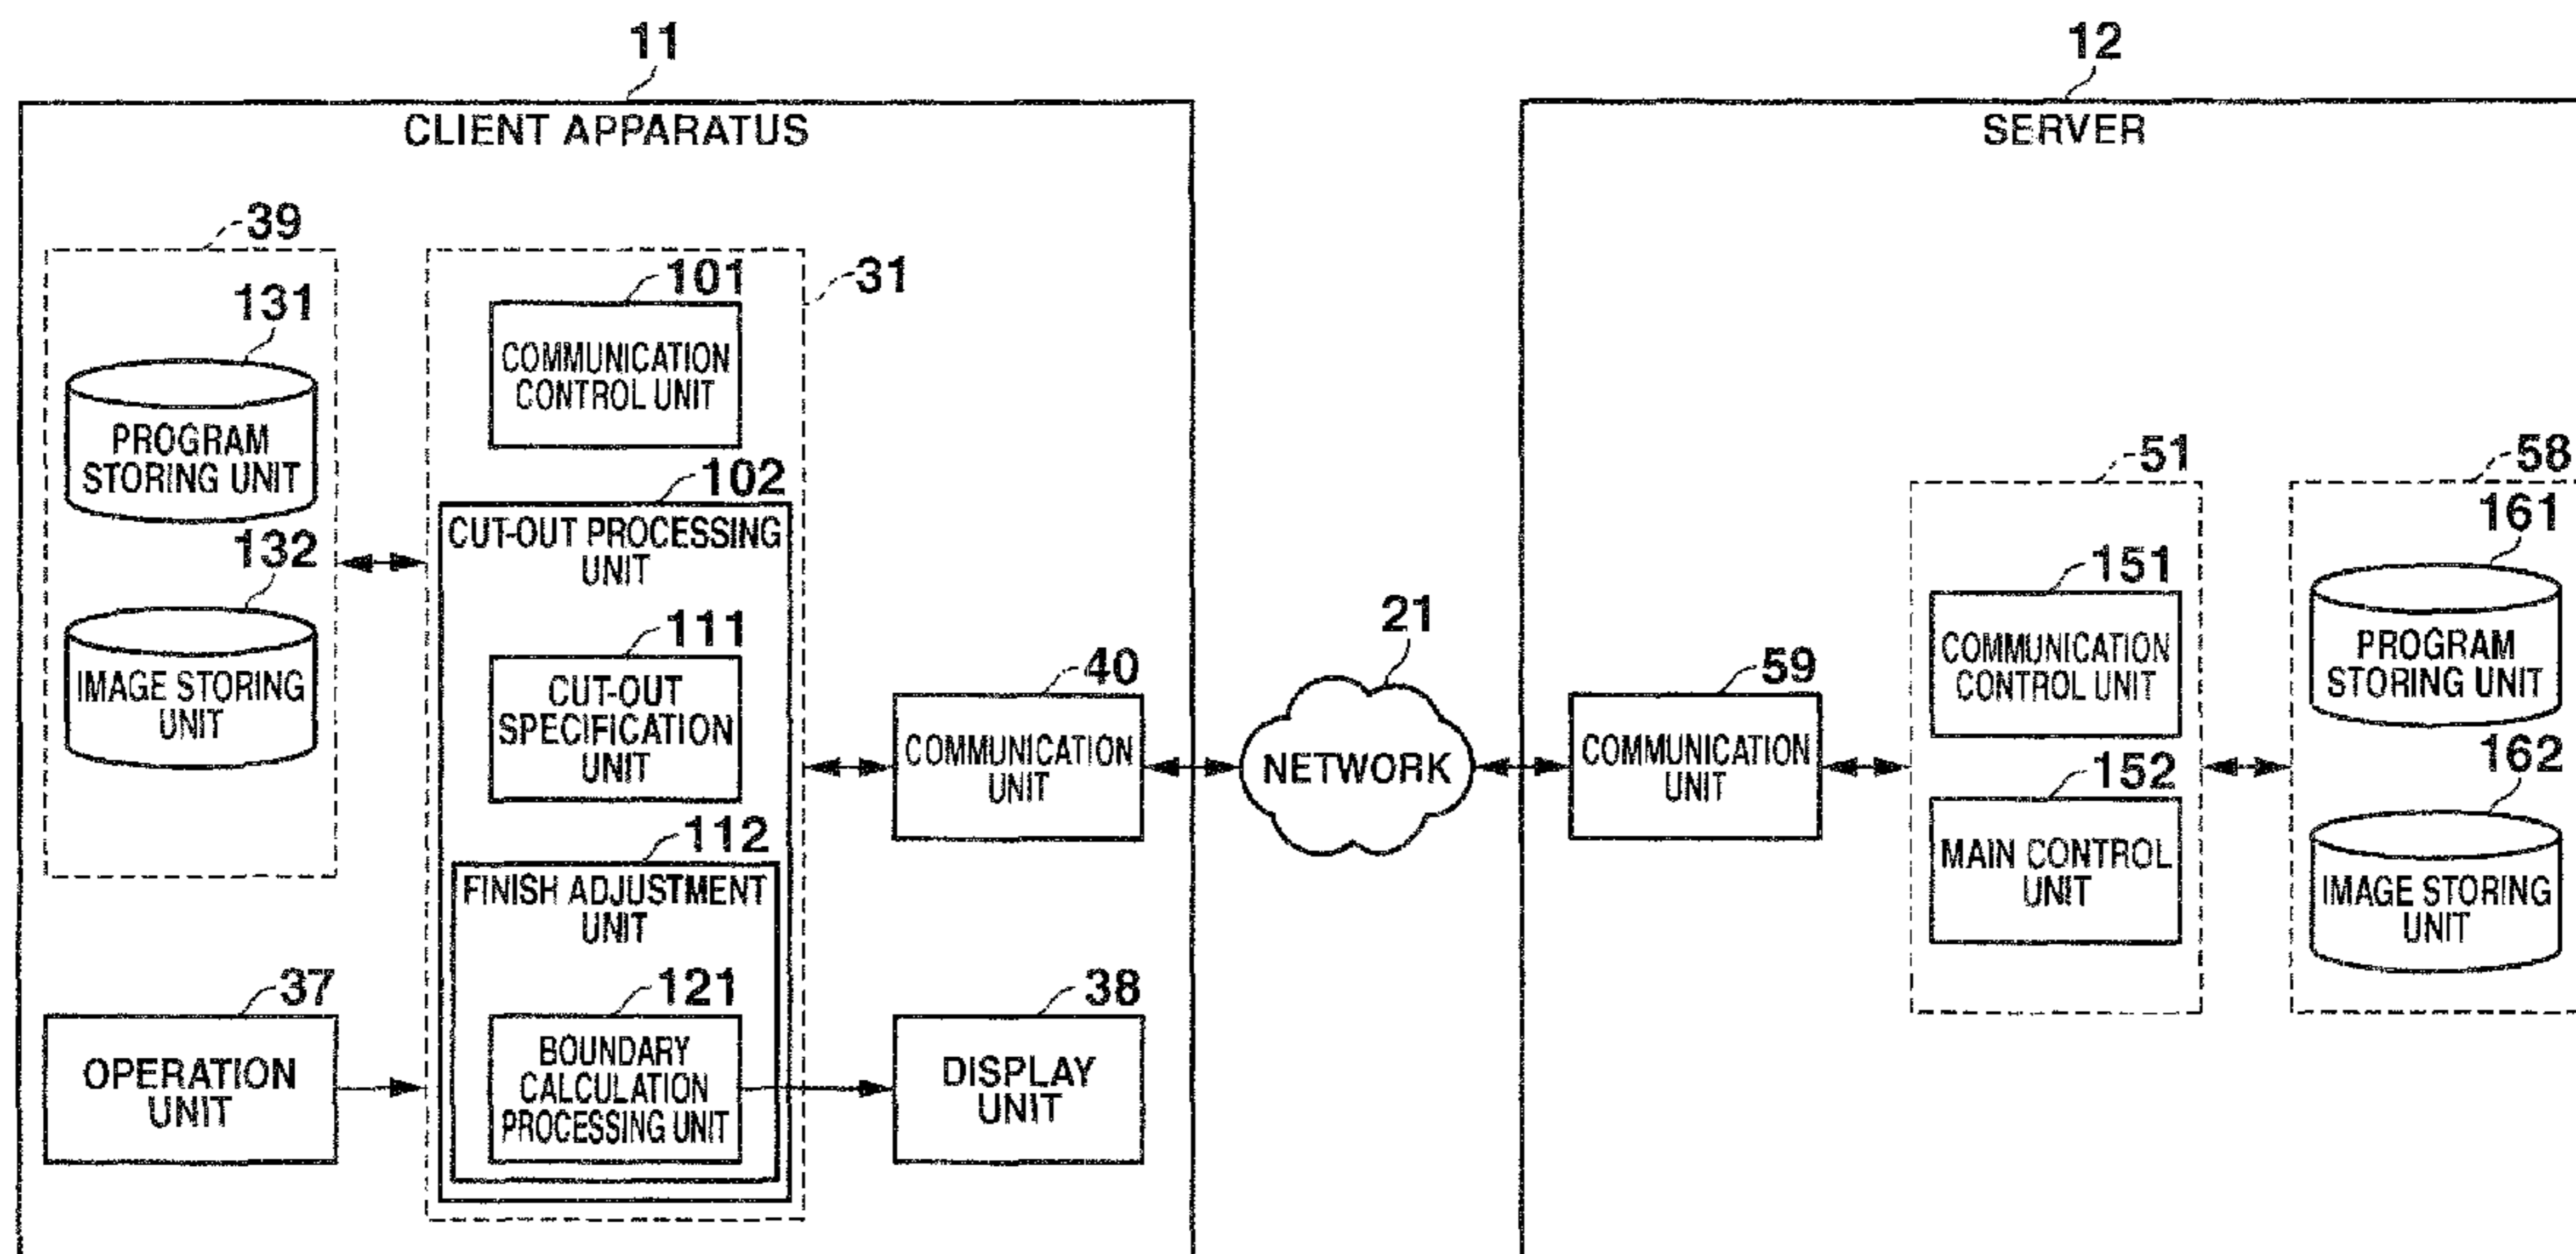 11
CLIENT APPARATUS
39
131
PROGRAM
STORING UNIT
132
IMAGE STORING
UNIT
31
101
COMMUNICATION
CONTROL UNIT
102
CUT-OUT PROCESSING
UNIT
111
CUT-OUT
SPECIFICATION
UNIT
112
FINISH ADJUSTMENT
UNIT
121
BOUNDARY
CALCULATION
PROCESSING UNIT
37
OPERATION
UNIT
40
COMMUNICATION
UNIT
38
DISPLAY
UNIT
21
NETWORK
12
SERVER
59
COMMUNICATION
UNIT
51
151
COMMUNICATION
CONTROL UNIT
152
MAIN CONTROL
UNIT
58
161
PROGRAM
STORING UNIT
162
IMAGE STORING
UNIT